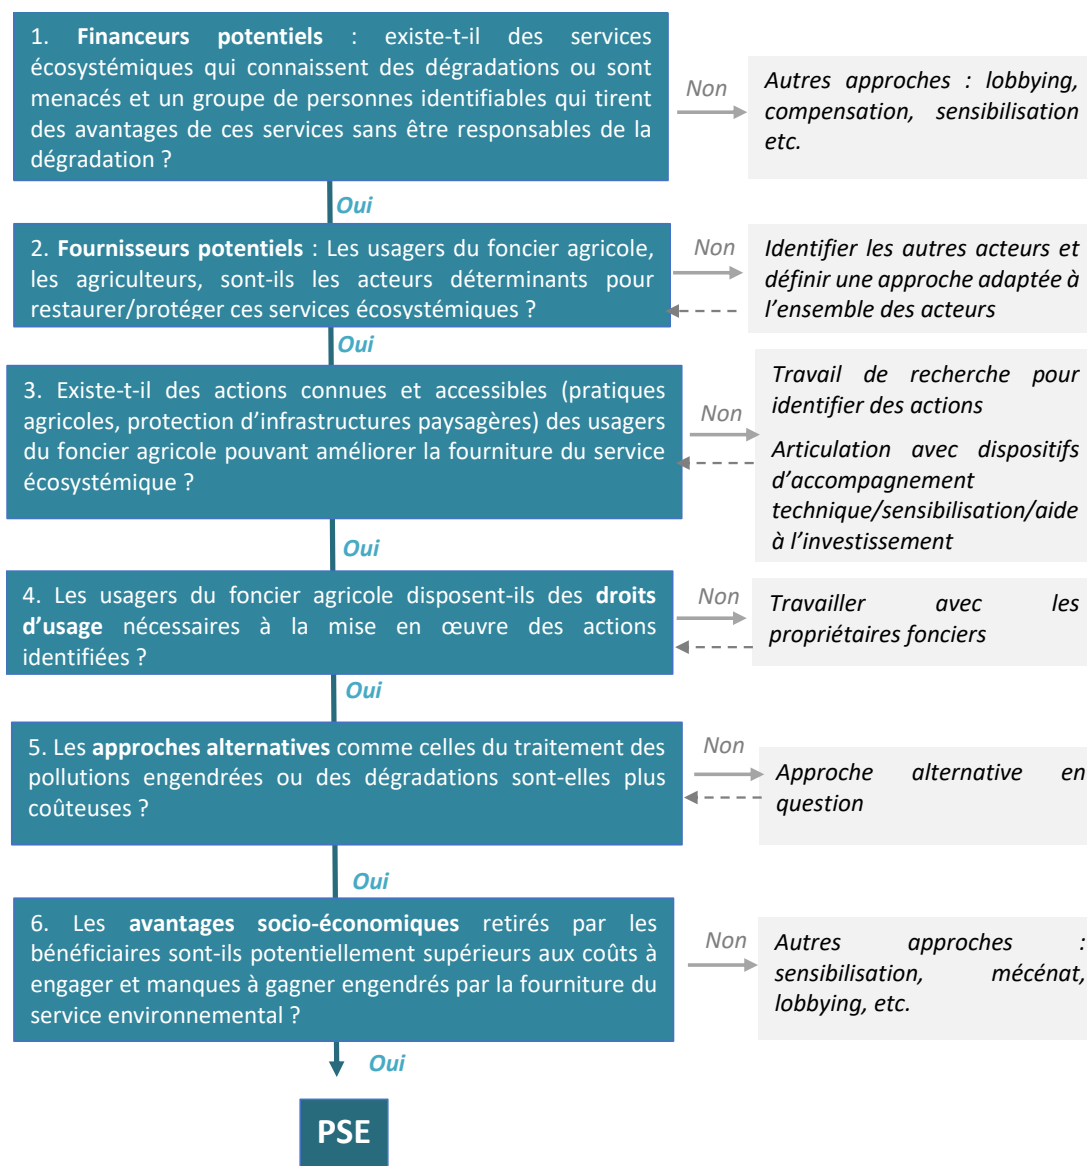 1. Financeurs potentiels : existe-t-il des services
écosystémiques qui connaissent des dégradations ou sont
menacés et un groupe de personnes identifiables qui tirent
des avantages de ces services sans être responsables de la
dégradation ?
Non
Autres approches : lobbying,
compensation, sensibilisation
etc.
Oui
2. Fournisseurs potentiels : Les usagers du foncier agricole,
les agriculteurs, sont-ils les acteurs déterminants pour
restaurer/protéger ces services écosystémiques ?
Non
Identifier les autres acteurs et
définir une approche adaptée à
l’ensemble des acteurs
Oui
3. Existe-t-il des actions connues et accessibles (pratiques
agricoles, protection d’infrastructures paysagères) des usagers
du foncier agricole pouvant améliorer la fourniture du service
écosystémique ?
Non
Travail de recherche pour
identifier des actions
Articulation avec dispositifs
d’accompagnement
technique/sensibilisation/aide
à l’investissement
Oui
4. Les usagers du foncier agricole disposent-ils des droits
d’usage nécessaires à la mise en œuvre des actions
identifiées ?
Non
Travailler avec les
propriétaires fonciers
Oui
5. Les approches alternatives comme celles du traitement des
pollutions engendrées ou des dégradations sont-elles plus
coûteuses ?
Non
Approche alternative en
question
Oui
6. Les avantages socio-économiques retirés par les
bénéficiaires sont-ils potentiellement supérieurs aux coûts à
engager et manques à gagner engendrés par la fourniture du
service environnemental ?
Non
Autres approches :
sensibilisation, mécénat,
lobbying, etc.
Oui
PSE